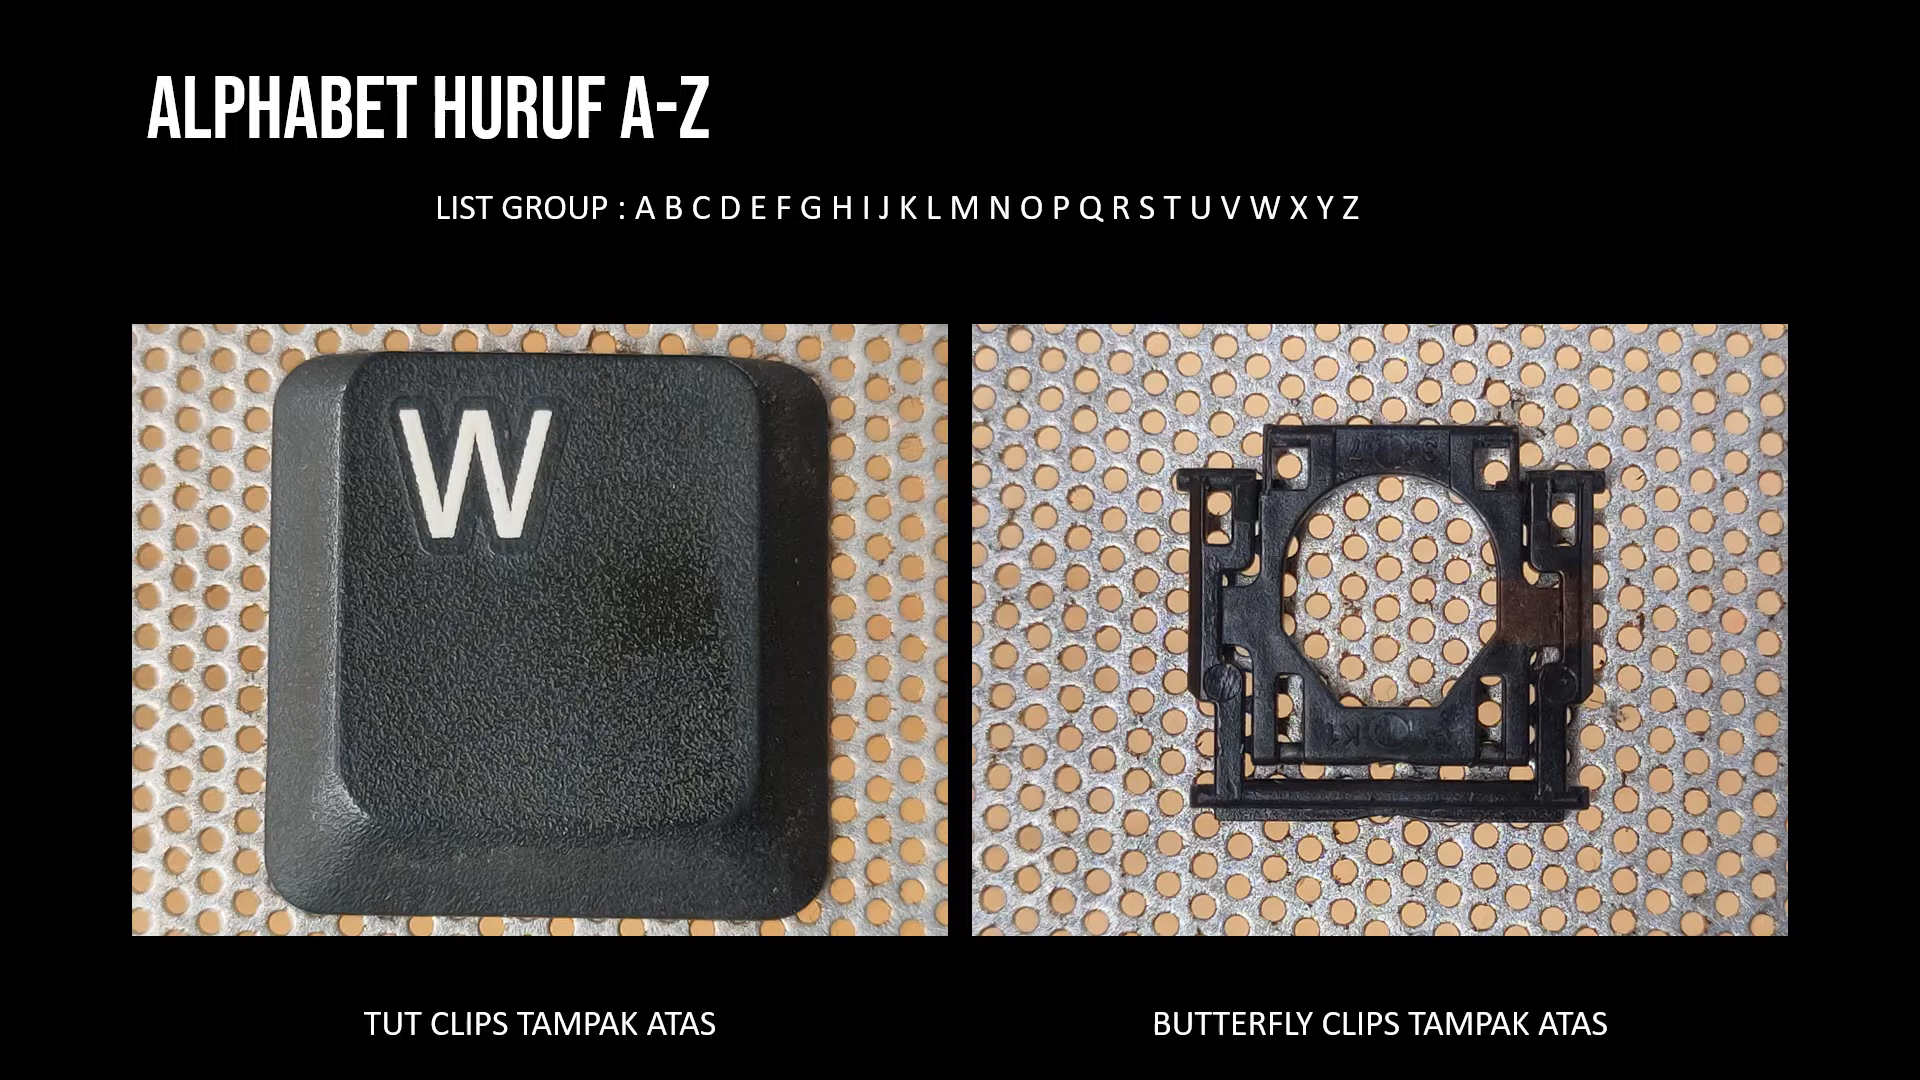 ALPHABET HURUF A-Z
LIST GROUP : A B C D E F G H I J K L M N O P Q R S T U V W X Y Z
W
TUT CLIPS TAMPAK ATAS
BUTTERFLY CLIPS TAMPAK ATAS